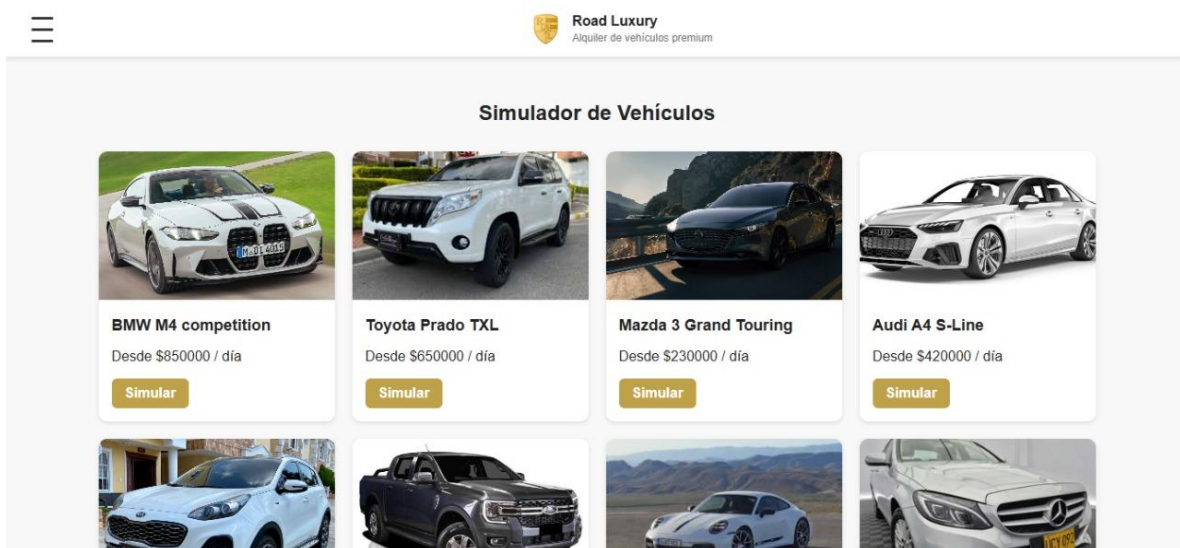 Road Luxury
Alquiler de vehículos premium
Simulador de Vehículos
BMW M4 competition
Desde $850000 / día
Simular
Toyota Prado TXL
Desde $650000 / día
Simular
Mazda 3 Grand Touring
Desde $230000 / día
Simular
Audi A4 S-Line
Desde $420000 / día
Simular